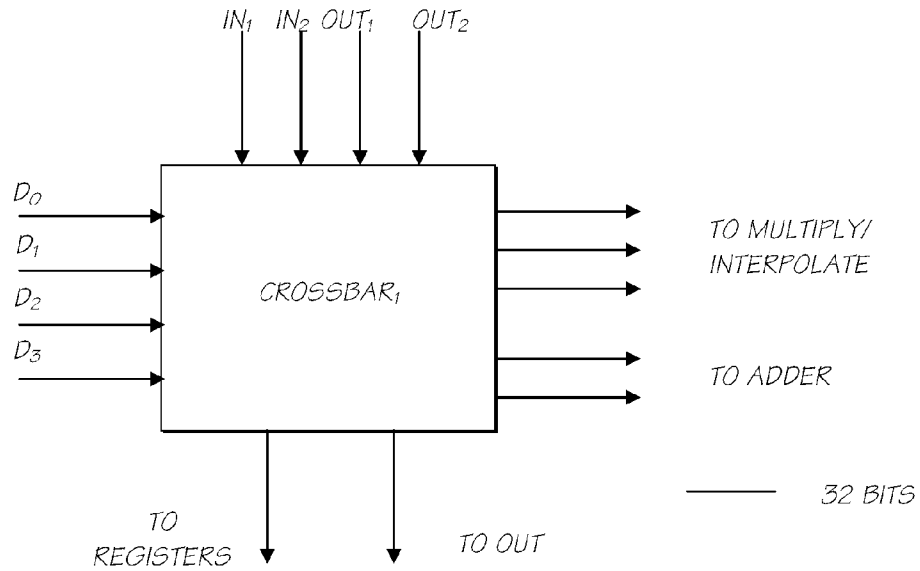 IN₁ IN₂ OUT₁ OUT₂
D₀
D₁
D₂
D₃
CROSSBAR₁
TO MULTIPLY/
INTERPOLATE
TO ADDER
32 BITS
TO
REGISTERS
TO OUT